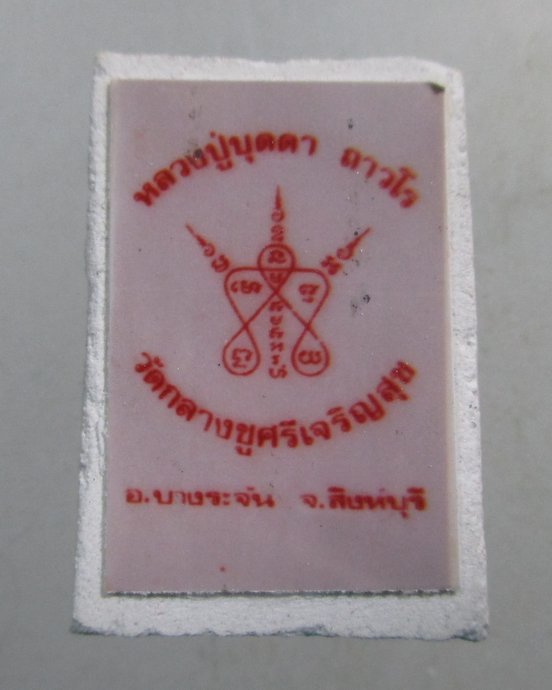 หลวงปู่บุดดา ถาวโร
วัดกลางชูศรีเจริญสุข
อ.บางระจัน จ.สิงห์บุรี